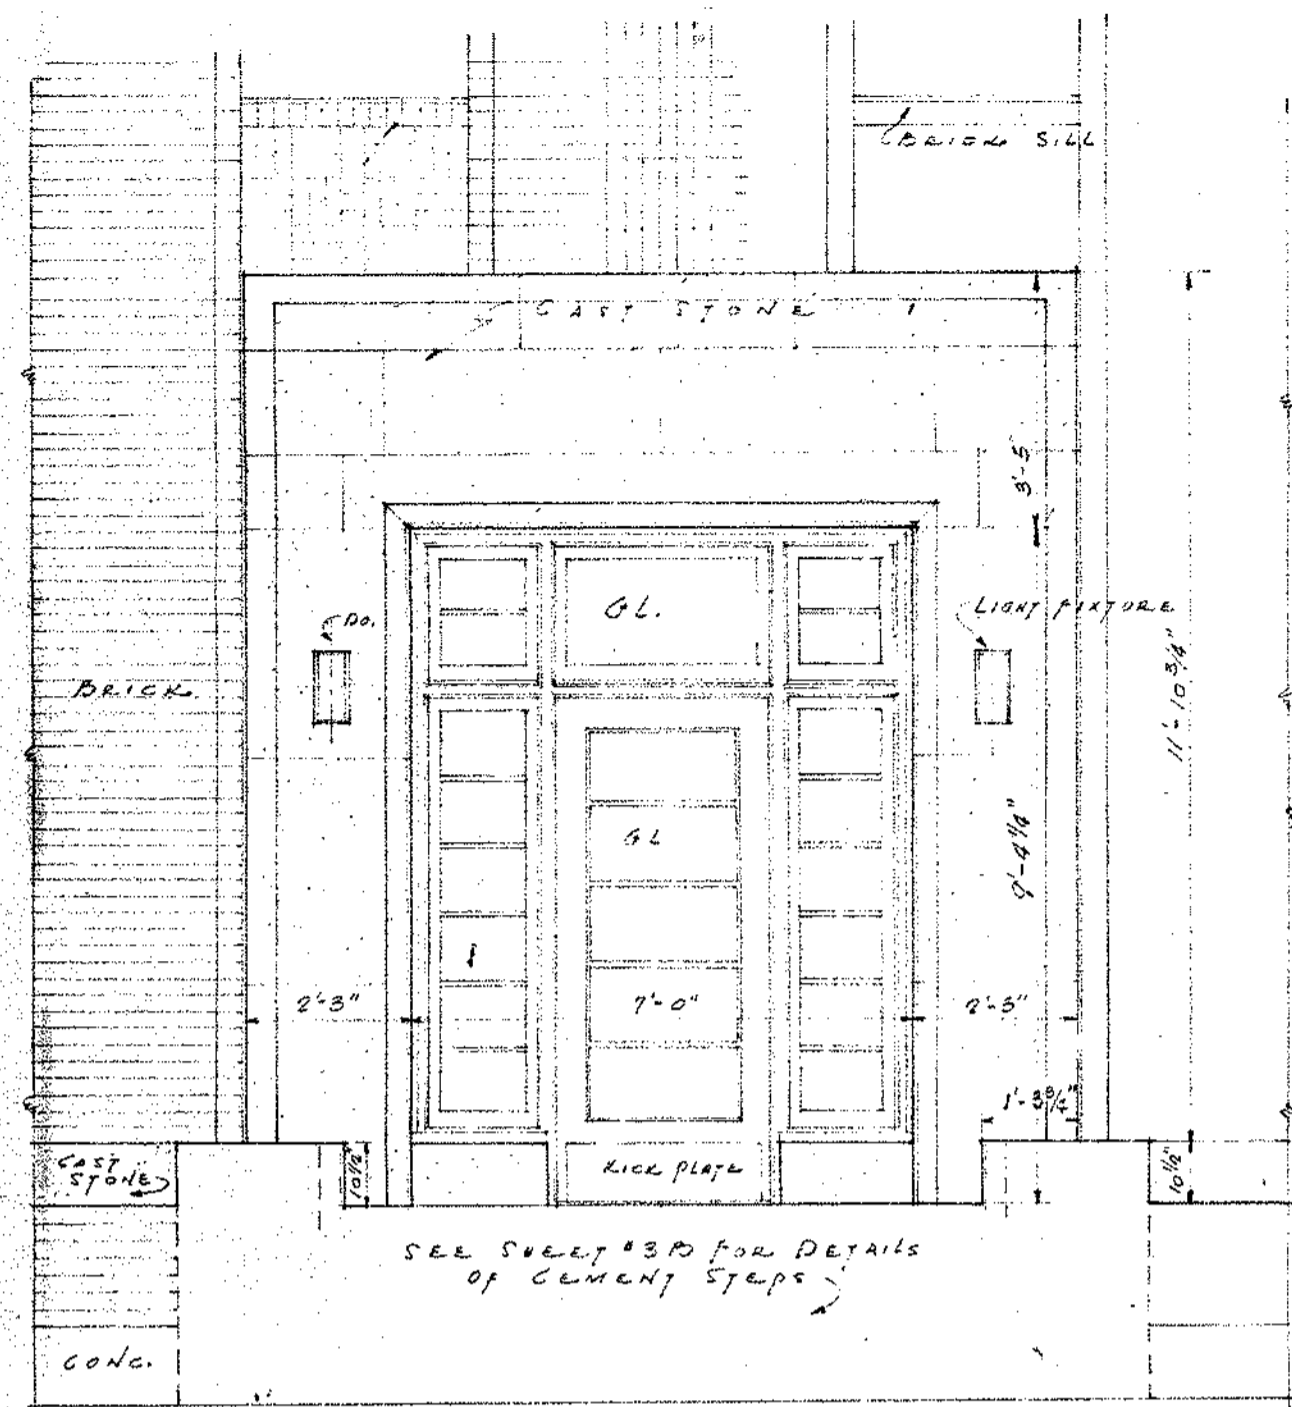 BRICK SILL
CAST STONE
3'-5
GL.
DO.
LIGHT FIXTURE
BRICK.
11'-10 3/4"
GL
9'-4 1/4"
2'-3"
7'-0"
2'-3"
1'-3 3/4"
CAST
STONE
10 1/2"
KICK PLATE
10 1/2"
SEE SHEET #3B FOR DETAILS
OF CEMENT STEPS
CONC.